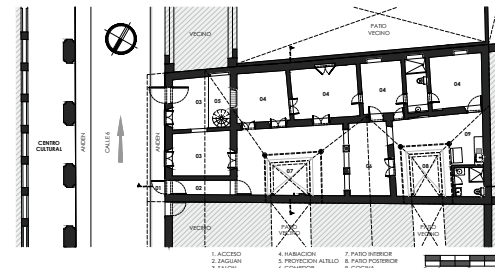 VECINO
PATIO
VECINO
03
05
04
04
04
04
CENTRO
CULTURAL
ANDEN
CALLE 6
ANDEN
03
09
07
08
01
02
VECINO
PATIO
VECINO
PATIO
VECINO
1. ACCESO
4. HABIACION
7. PATIO INTERIOR
2. ZAGUAN
5. PROYECION ALTILLO
8. PATIO POSTERIOR